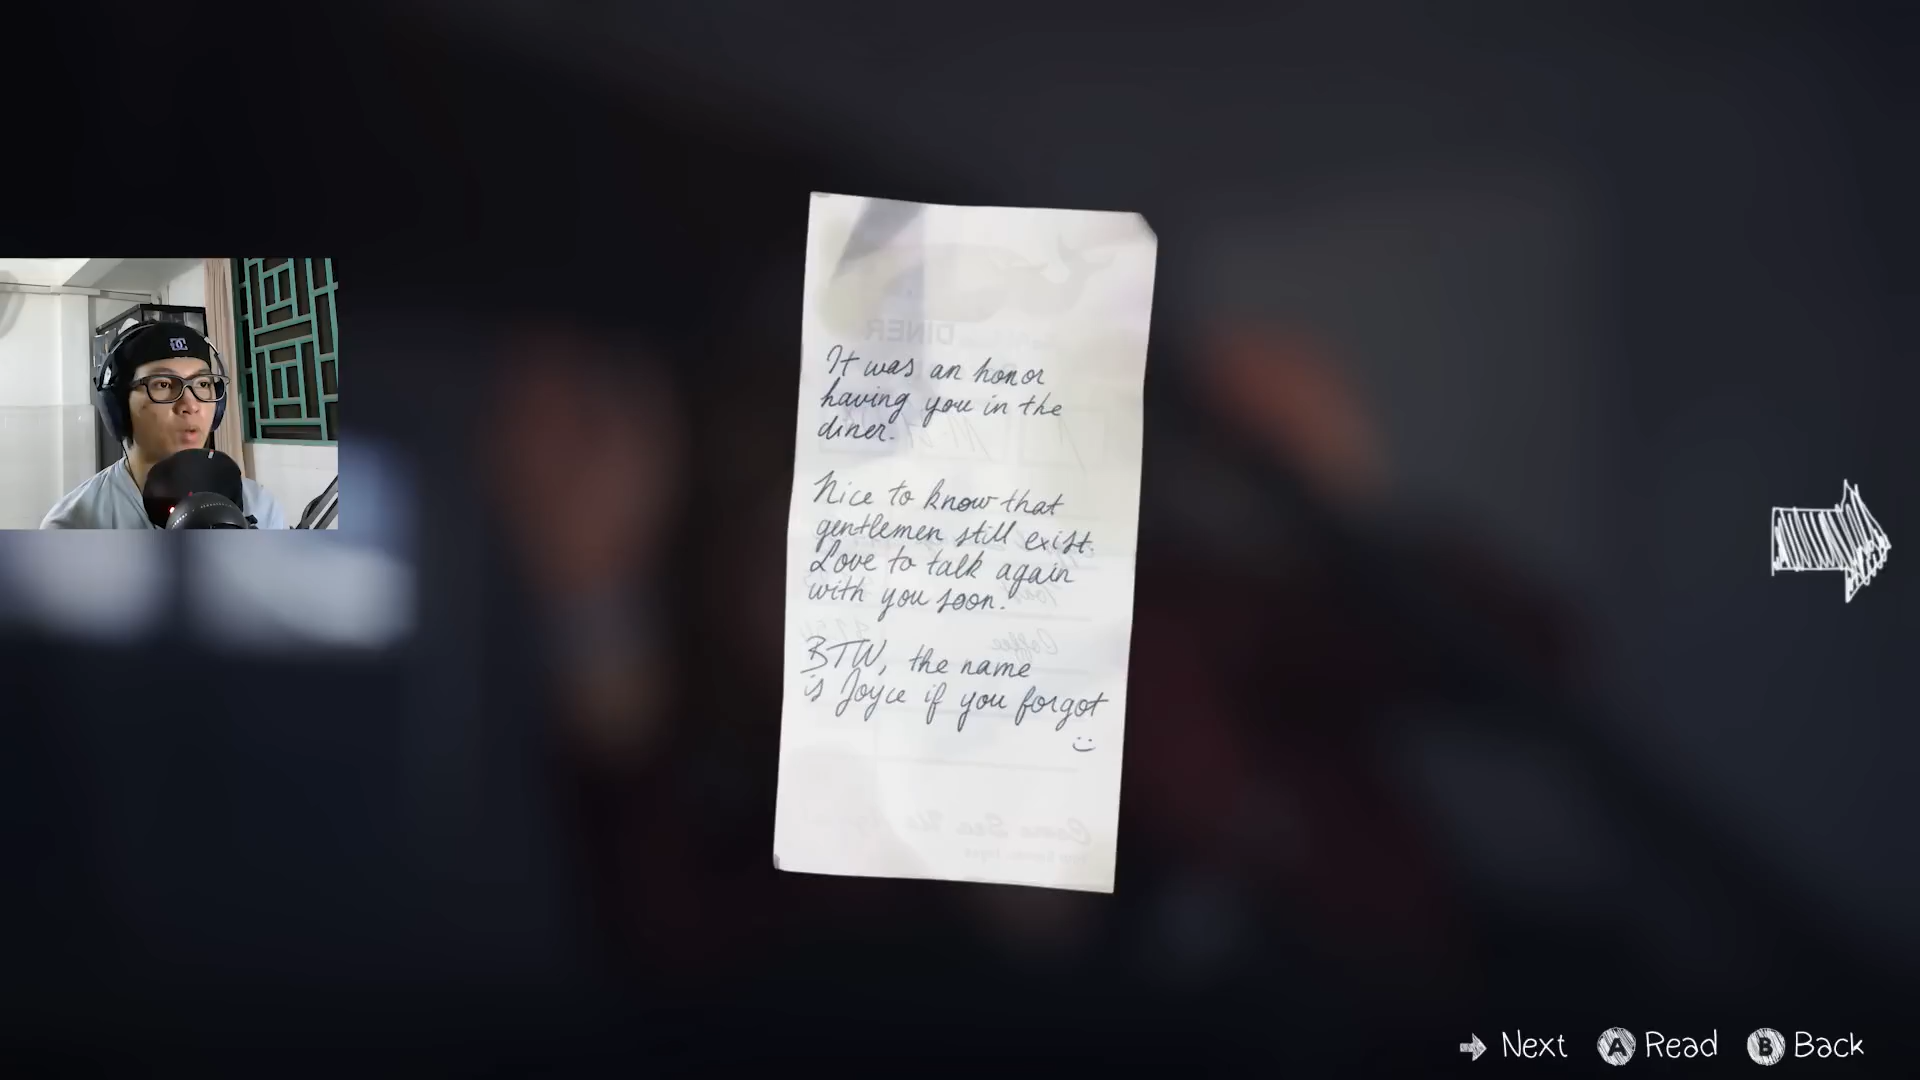 DINER
It was an honor
having you in the
diner.
Nice to know that
gentlemen still exist.
Love to talk again
with you soon.
Coffee
BTW, the name
is Joyce if you forgot
Next A Read B Back